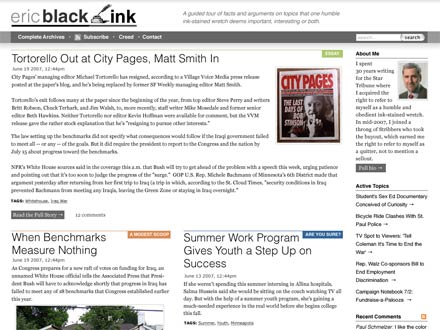 eric black ink
A guided tour of facts and arguments on topics that one humble
ink-stained wretch deems important, interesting or both.
Complete Archives • Subscribe • Creed • Contact
search
Tortorello Out at City Pages, Matt Smith In
ESSAY
June 19 2007, 12:44pm
City Pages' managing editor Michael Tortorello has resigned, according to a Village Voice Media press release
posted at the paper's blog, and he's being replaced by former SF Weekly managing editor Matt Smith.
Tortorello's exit follows many at the paper since the beginning of the year, from top editor Steve Perry and writers
Britt Robson, Chuck Terhark, and Jim Walsh, to, more recently, staff writer Mike Mosedale and former senior
editor Beth Hawkins. Neither Tortorello nor editor Kevin Hoffman were available for comment, but the VVM
release gave the rather stock explanation that he's "resigning to pursue other interests."
The law setting up the benchmarks did not specify what consequences would follow if the Iraqi government failed
to meet all — or any — of the goals. But it did require the president to report to the Congress and the nation by
July 15 about progress toward the benchmarks.
NPR's White House sources said in the coverage this a.m. that Bush will try to get ahead of the problem with a speech this week, urging patience
and pointing out that it's too soon to judge the progress of the "surge." GOP U.S. Rep. Michele Bachmann of Minnesota's 6th District made that
argument yesterday after returning from her first trip to Iraq (a trip in which, according to the St. Cloud Times, "security conditions in Iraq
prevented Bachmann from meeting any Iraqis, leaving the Green Zone or staying in Iraq overnight."
TAGS: Whitehouse, Iraq War
Read the Full Story →
12 comments
CITY PAGES
THE LAST
DAYS OF
BOB
A MODEST SCOOP
When Benchmarks
Measure Nothing
June 19 2007, 12:44pm
As Congress prepares for a new raft of votes on funding for Iraq, an
unnamed White House official tells the Associated Press that Presi-
dent Bush will have to acknowledge shortly that progress in Iraq has
failed to meet any of 18 benchmarks that Congress established earlier
this year.
ARE YOU SURE?
Summer Work Program
Gives Youth a Step Up on
Success
June 13 2007, 12:44pm
If she weren't spending this summer interning in Allina hospitals,
Salma Hussein said she would be sitting on the couch watching TV all
day. But with the help of a summer youth program, she's gaining a
much-needed experience in the real world before she begins college
this fall.
TAGS: Summer, Youth, Minneapolis
About Me
I spent
30 years writing
for the Star
Tribune where
I acquired the
right to refer to
myself as a humble and
obedient ink-stained wretch.
In mid-2007, I joined a
throng of Stribbers who took
the buyout, which earned me
the right to refer to myself as
a quitter, not to mention a
sellout.
Full bio →
Active Topics
Student's Sex Ed Documentary
Conceived of Curiosity →
Bicycle Ride Clashes With St.
Paul Police →
TV Spot to Viewers: 'Tell
Coleman It's Time to End the
War' →
Rep. Walz Co-sponsors Bill to
End Employment
Discrimination →
Campaign Notebook 7/2:
Fundraise-a-Palooza →
Recent Comments
Paul Schmelzer: I like the color